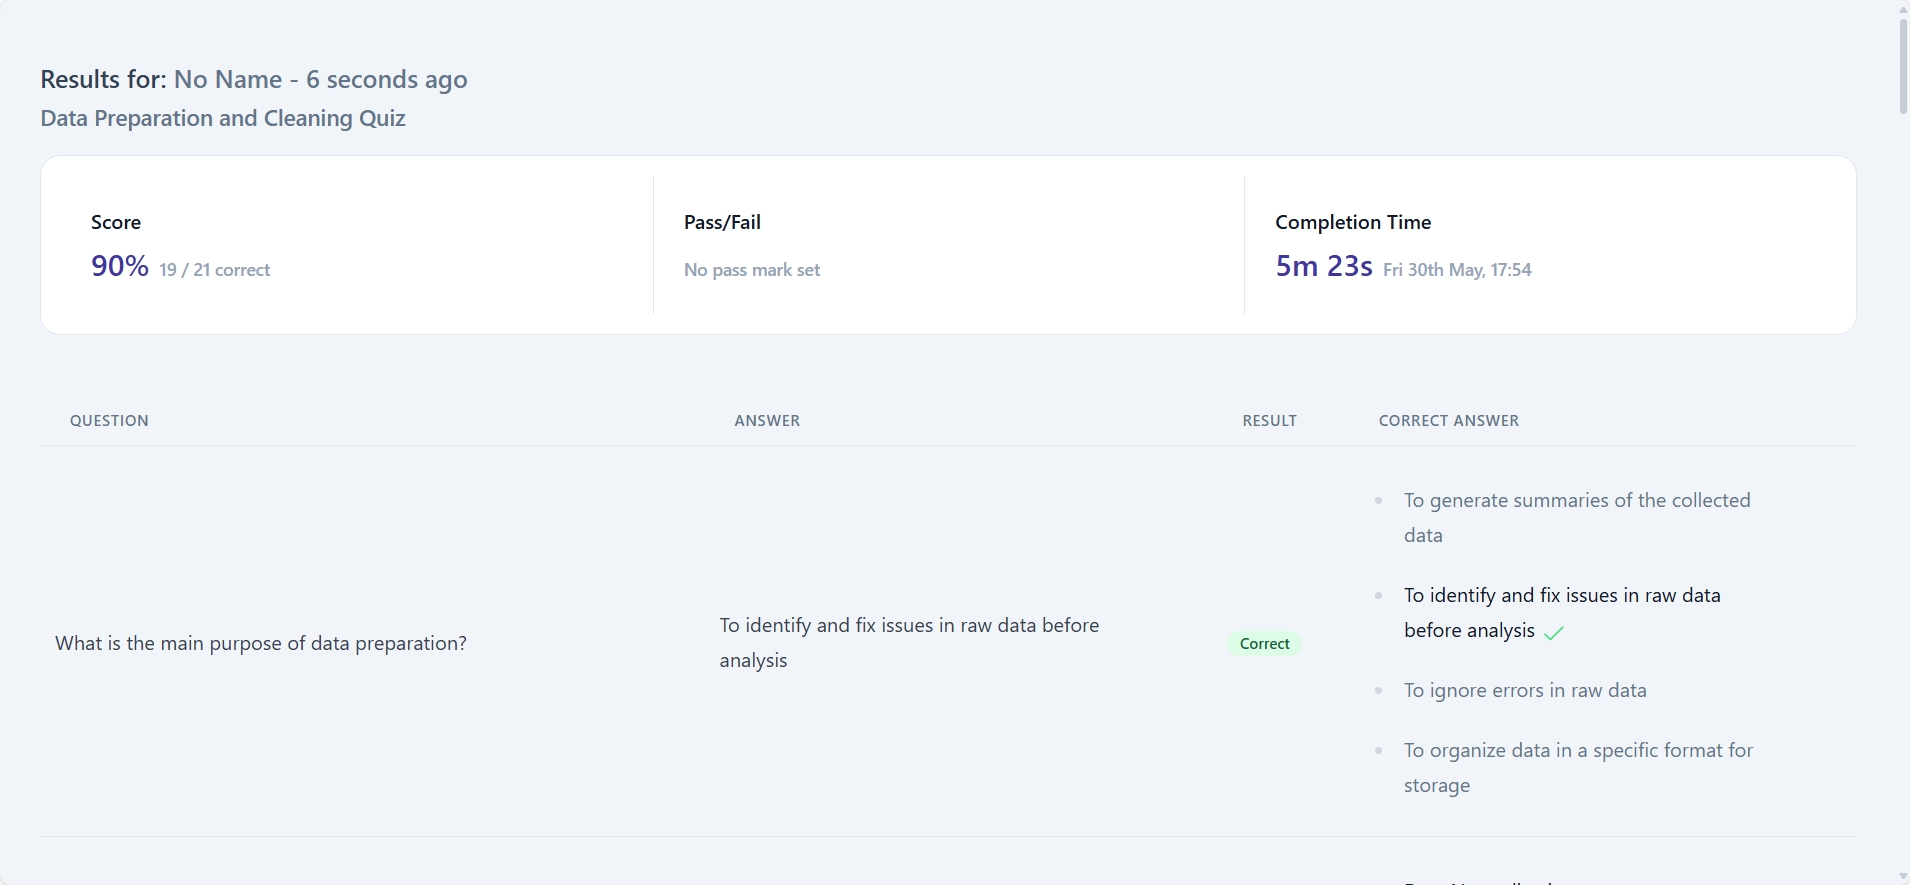 Results for: No Name - 6 seconds ago
Data Preparation and Cleaning Quiz
Score
90% 19 / 21 correct
Pass/Fail
No pass mark set
Completion Time
5m 23s Fri 30th May, 17:54
QUESTION ANSWER RESULT CORRECT ANSWER
What is the main purpose of data preparation?
To identify and fix issues in raw data before
analysis
Correct
To generate summaries of the collected
data
To identify and fix issues in raw data
before analysis
To ignore errors in raw data
To organize data in a specific format for
storage